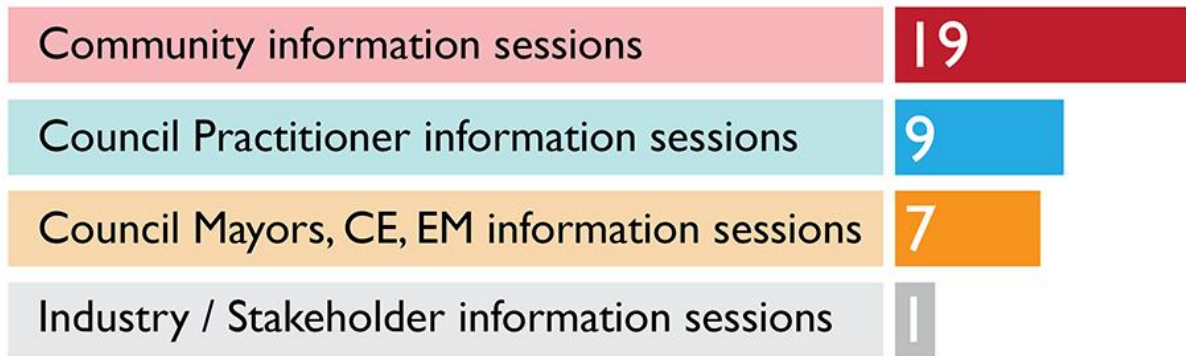 Community information sessions 19
Council Practitioner information sessions 9
Council Mayors, CE, EM information sessions 7
Industry / Stakeholder information sessions 1